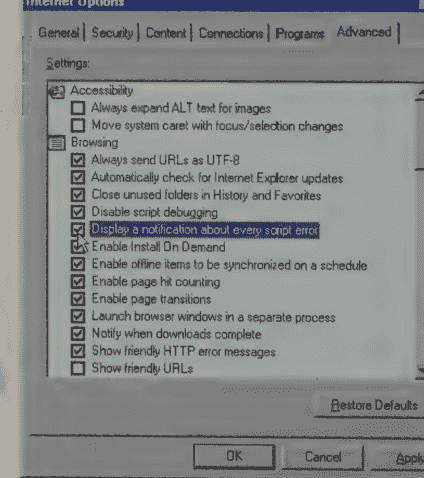 Internet Options
General Security Content Connections Programs Advanced
Settings:
Accessibility
Always expand ALT text for images
Move system caret with focus/selection changes
Browsing
Always send URLs as UTF-8
Automatically check for Internet Explorer updates
Close unused folders in History and Favorites
Disable script debugging
Display a notification about every script error
Enable Install On Demand
Enable offline items to be synchronized on a schedule
Enable page hit counting
Enable page transitions
Launch browser windows in a separate process
Notify when downloads complete
Show friendly HTTP error messages
Show friendly URLs
Restore Defaults
OK Cancel Apply